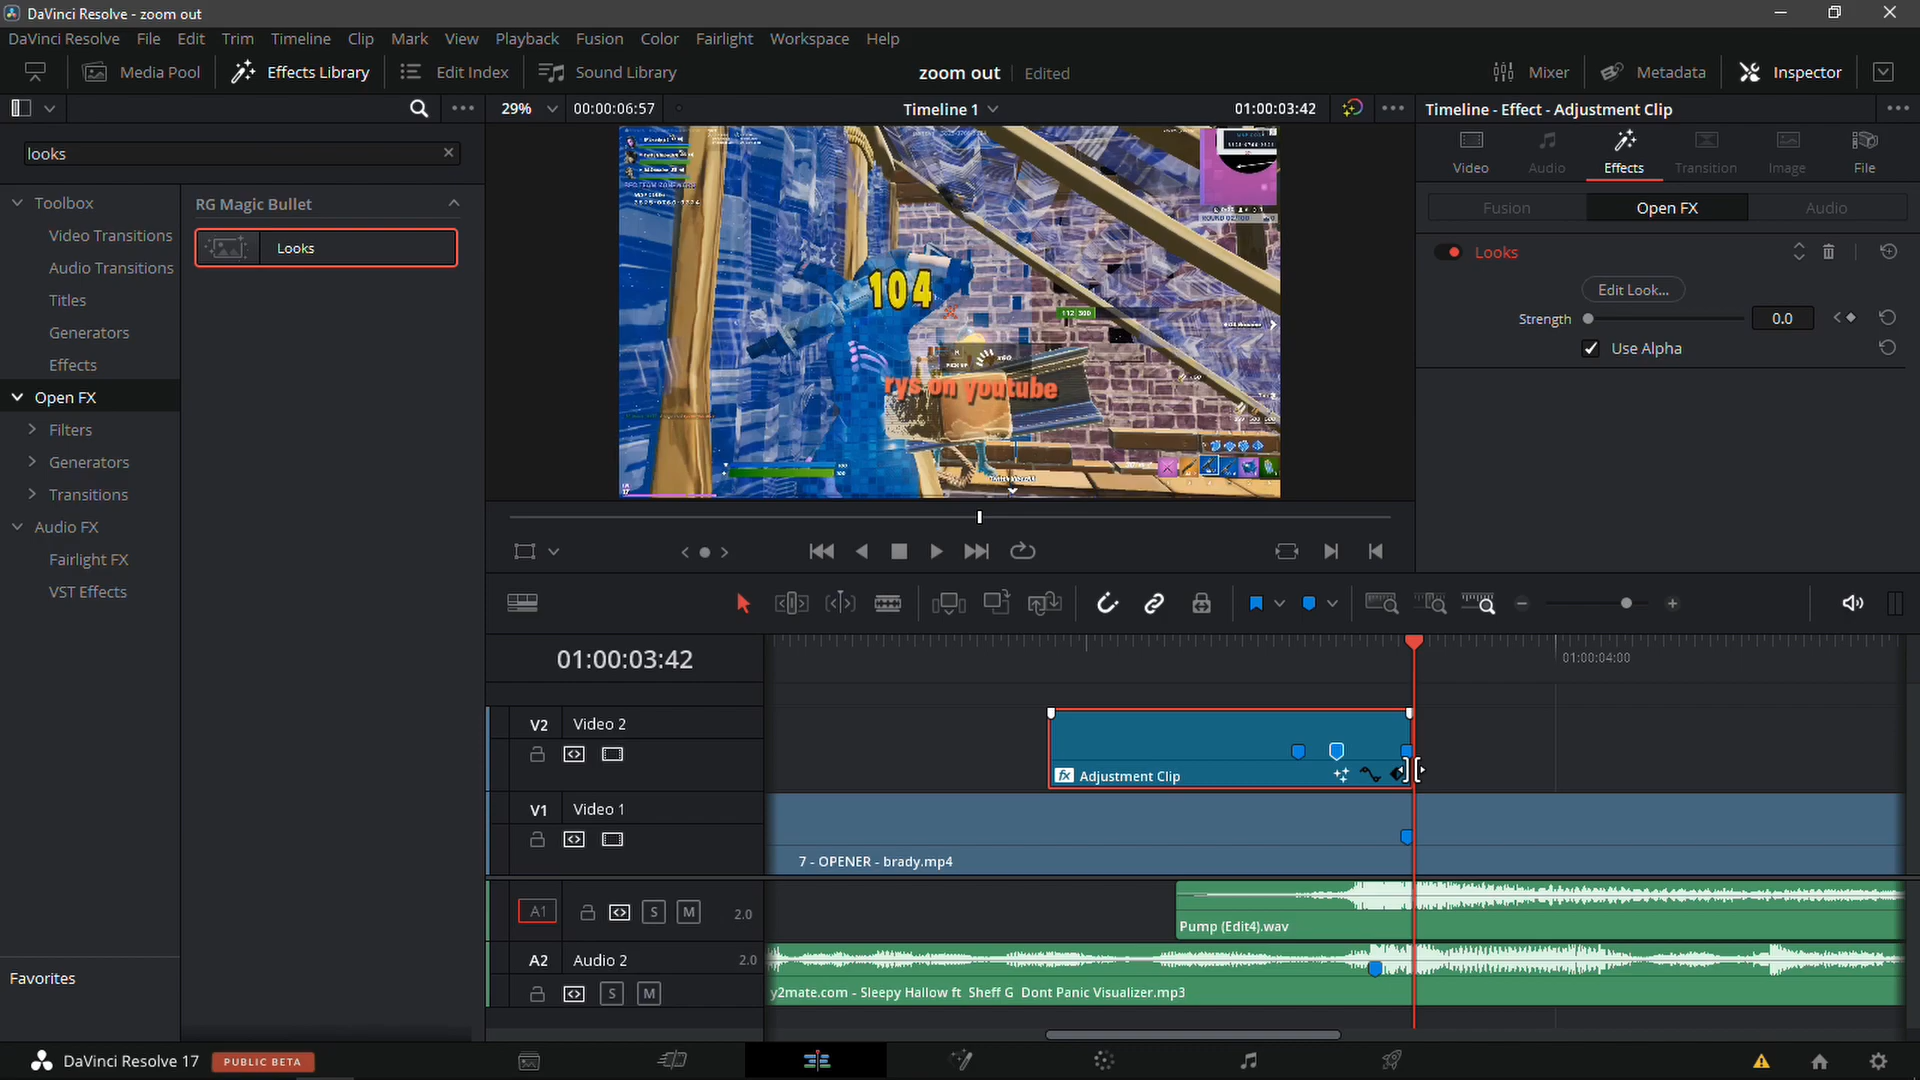 DaVinci Resolve - zoom out
DaVinci Resolve File Edit Trim Timeline Clip Mark View Playback Fusion Color Fairlight Workspace Help
Media Pool Effects Library Edit Index Sound Library zoom out Edited Mixer Metadata Inspector
29% 00:00:06:57 Timeline 1 01:00:03:42 Timeline - Effect - Adjustment Clip
looks
Video Audio Effects Transition Image File
Toolbox
Video Transitions
Audio Transitions
Titles
Generators
Effects
Open FX
Filters
Generators
Transitions
Audio FX
Fairlight FX
VST Effects
Favorites
RG Magic Bullet
Looks
104
112 300
rys on youtube
Fusion Open FX Audio
Looks
Edit Look...
Strength 0.0
Use Alpha
01:00:03:42
01:00:04:00
V2 Video 2
fx Adjustment Clip
V1 Video 1
7 - OPENER - brady.mp4
A1 S M 2.0
Pump (Edit4).wav
A2 Audio 2 2.0
S M
y2mate.com - Sleepy Hallow ft Sheff G Dont Panic Visualizer.mp3
DaVinci Resolve 17 PUBLIC BETA